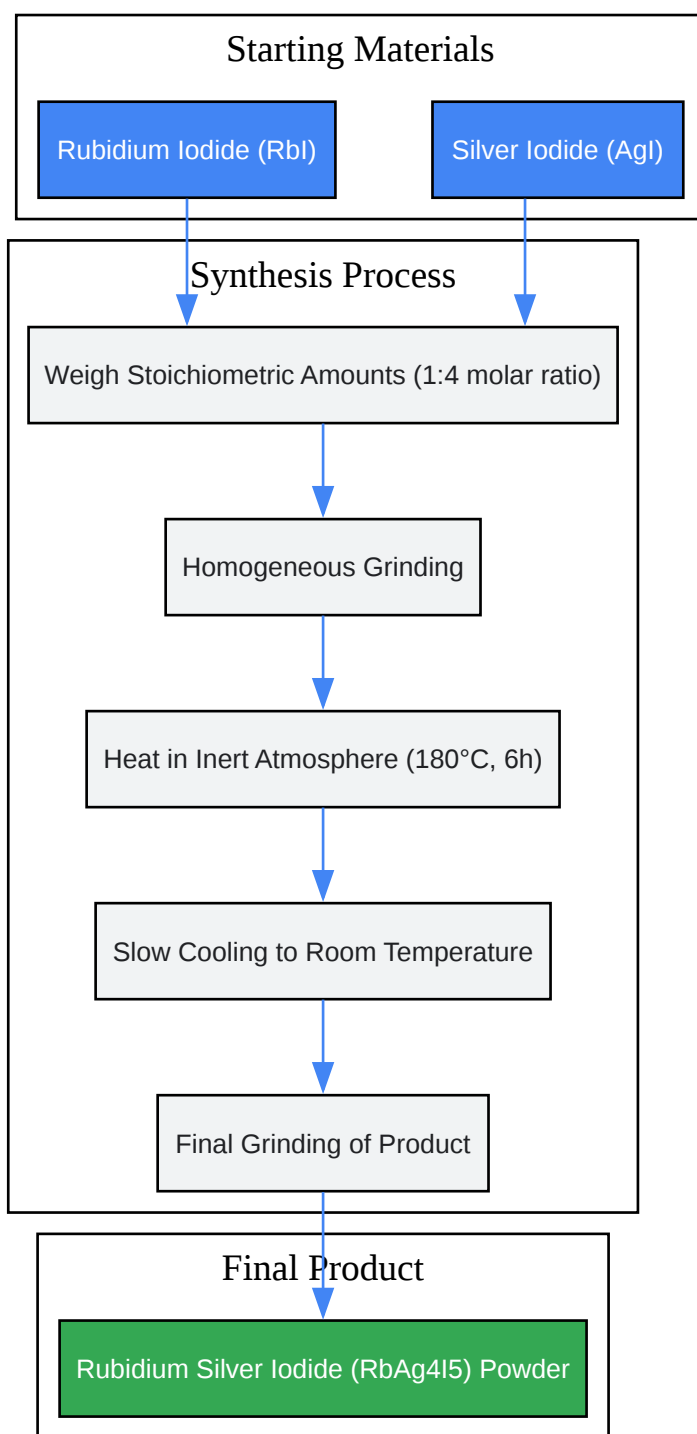 Starting Materials
Rubidium Iodide (RbI)
Silver Iodide (AgI)
Synthesis Process
Weigh Stoichiometric Amounts (1:4 molar ratio)
Homogeneous Grinding
Heat in Inert Atmosphere (180°C, 6h)
Slow Cooling to Room Temperature
Final Grinding of Product
Final Product
Rubidium Silver Iodide (RbAg4I5) Powder